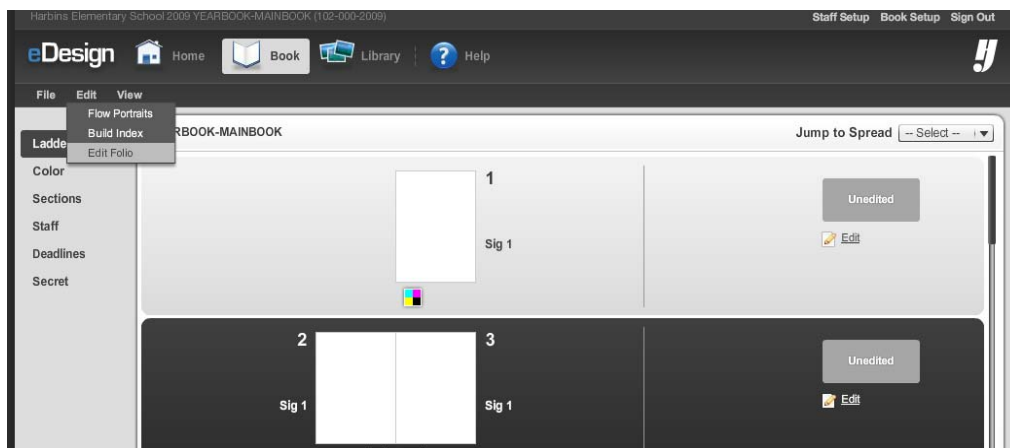 Harbins Elementary School 2009 YEARBOOK-MAINBOOK (102-000-2009)
Staff Setup Book Setup Sign Out
eDesign Home Book Library Help
File Edit View
Flow Portraits
Build Index
Edit Folio
RBOOK-MAINBOOK
Jump to Spread -- Select --
Ladde
Color
Sections
Staff
Deadlines
Secret
1
Sig 1
Unedited
Edit
2
3
Sig 1
Sig 1
Unedited
Edit